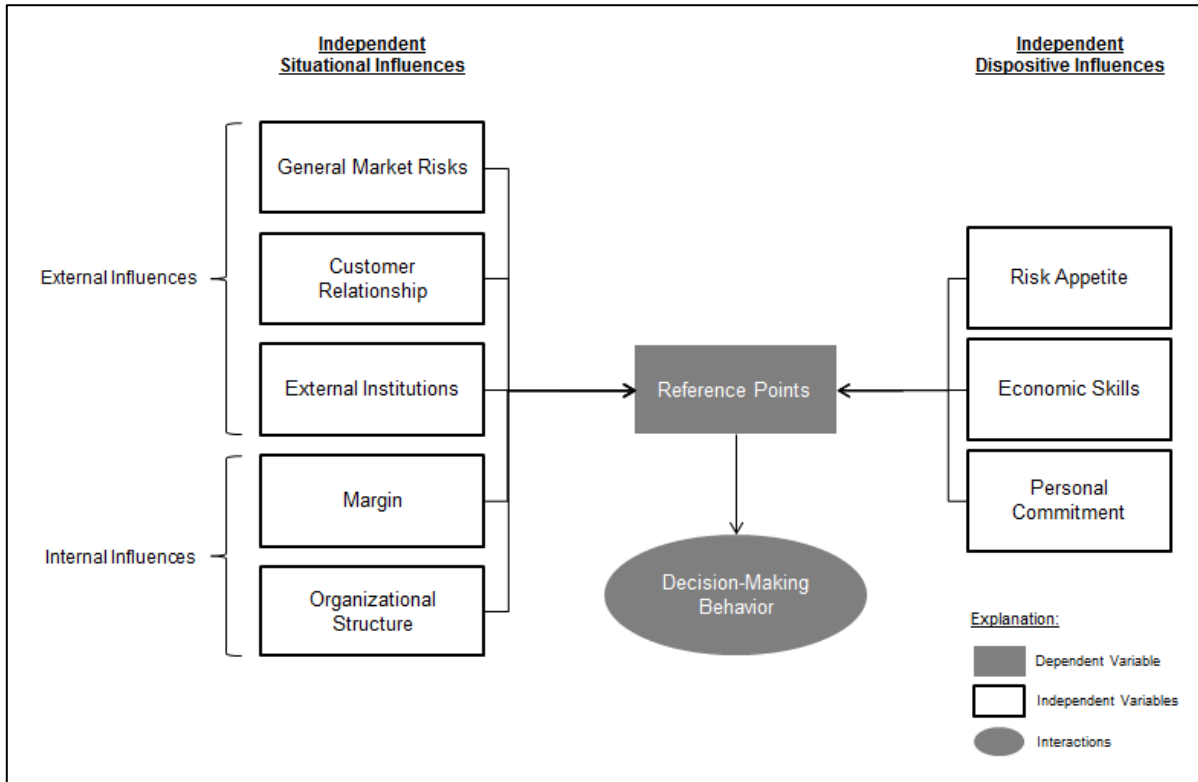 Independent
Situational Influences
Independent
Dispositive Influences
General Market Risks
Customer
Relationship
External Influences
External Institutions
Margin
Internal Influences
Organizational
Structure
Reference Points
Decision-Making
Behavior
Risk Appetite
Economic Skills
Personal
Commitment
Explanation:
Dependent Variable
Independent Variables
Interactions